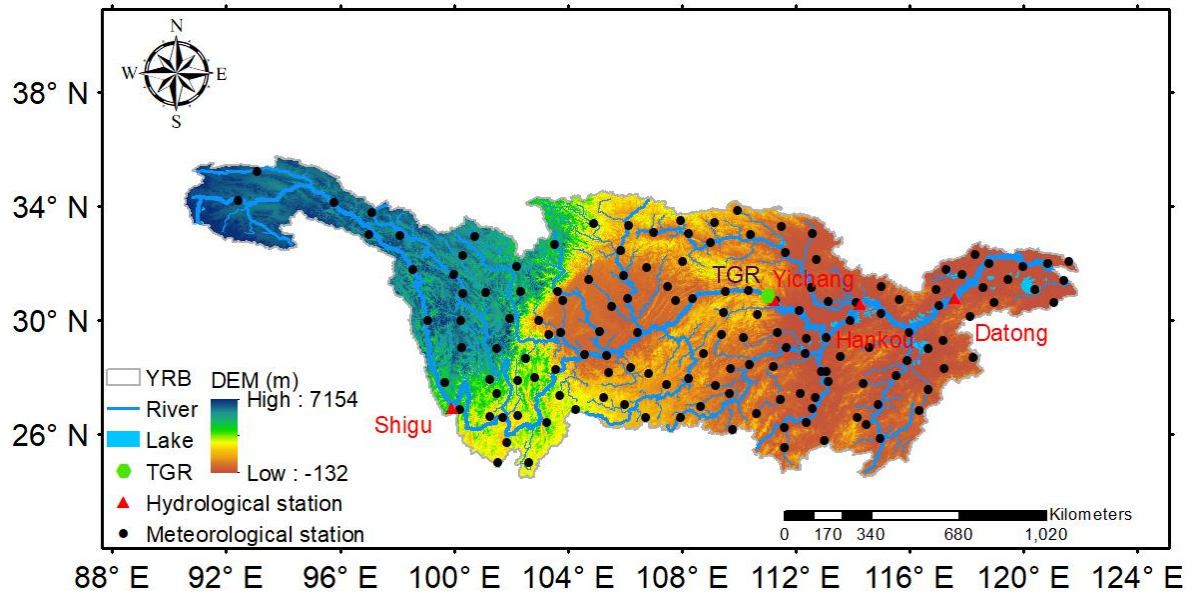 N
W E
S
38° N
34° N
30° N
26° N
TGR Yichang
Hankou
Datong
Shigu
YRB
River
Lake
TGR
Hydrological station
Meteorological station
DEM (m)
High : 7154
Low : -132
Kilometers
0 170 340 680 1,020
88° E 92° E 96° E 100° E 104° E 108° E 112° E 116° E 120° E 124° E